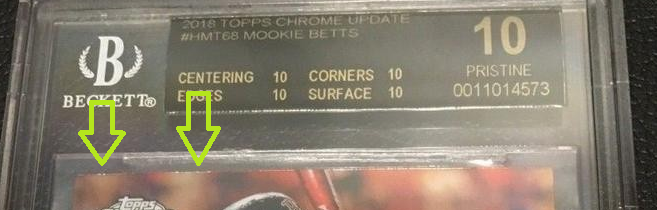 2018 TOPPS CHROME UPDATE
#HMT68 MOOKIE BETTS
10
PRISTINE
0011014573
CENTERING 10 CORNERS 10
EDGES 10 SURFACE 10
B
BECKETT®
TOPPS